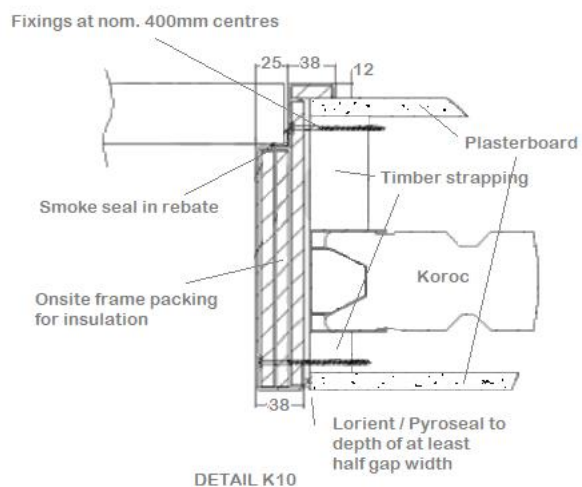 Fixings at nom. 400mm centres
25 38
12
Plasterboard
Timber strapping
Smoke seal in rebate
Koroc
Onsite frame packing
for insulation
38
Lorient / Pyroseal to
depth of at least
half gap width
DETAIL K10